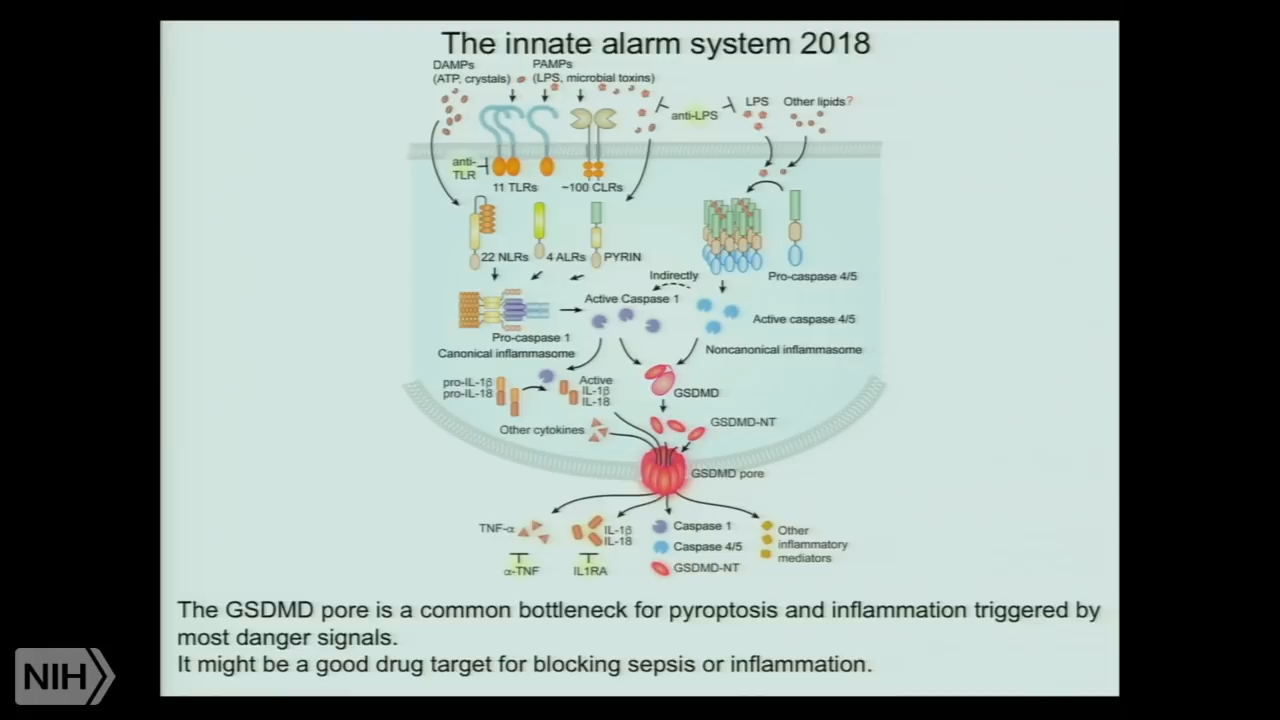 The innate alarm system 2018
DAMPs
(ATP, crystals)
PAMPs
(LPS, microbial toxins)
anti-LPS
LPS
Other lipids?
anti-
TLR
11 TLRs
~100 CLRs
22 NLRs
4 ALRs
PYRIN
Pro-caspase 4/5
Indirectly
Active Caspase 1
Active caspase 4/5
Pro-caspase 1
Canonical inflammasome
Noncanonical inflammasome
pro-IL-1β
pro-IL-18
Active
IL-1β
IL-18
GSDMD
Other cytokines
GSDMD-NT
GSDMD pore
TNF-α
IL-1β
IL-18
Caspase 1
Caspase 4/5
GSDMD-NT
Other
inflammatory
mediators
α-TNF
IL1RA
The GSDMD pore is a common bottleneck for pyroptosis and inflammation triggered by
most danger signals.
It might be a good drug target for blocking sepsis or inflammation.
NIH